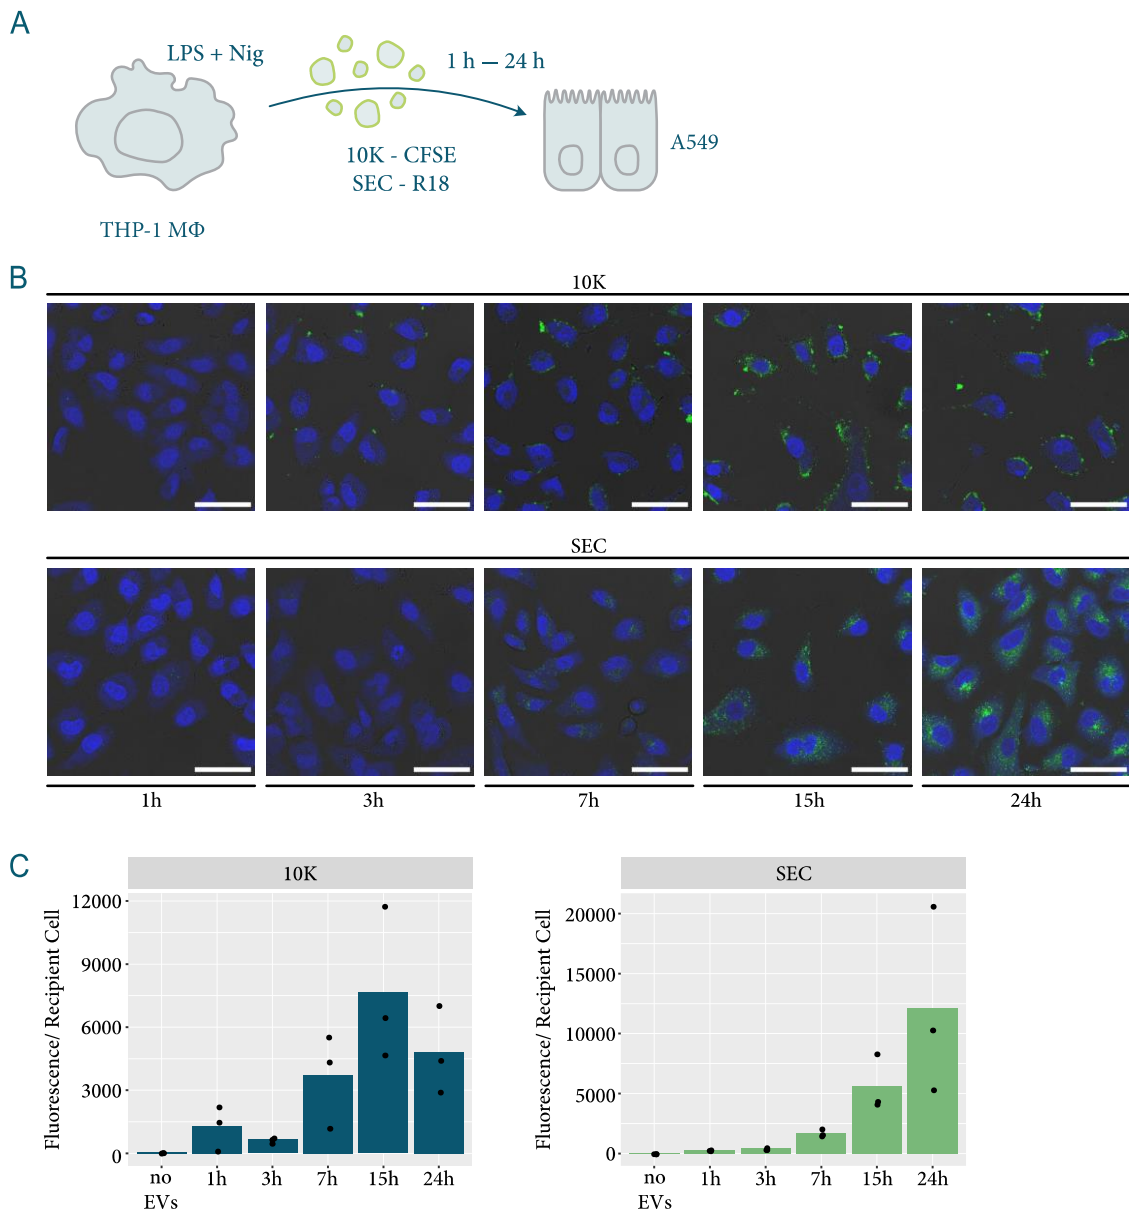 A
LPS + Nig
1 h – 24 h
10K - CFSE
SEC - R18
A549
THP-1 MΦ
B
10K
SEC
1h
3h
7h
15h
24h
C
10K
Fluorescence/ Recipient Cell
12000
9000
6000
3000
0
no
EVs
1h
3h
7h
15h
24h
SEC
Fluorescence/ Recipient Cell
20000
15000
10000
5000
0
no
EVs
1h
3h
7h
15h
24h